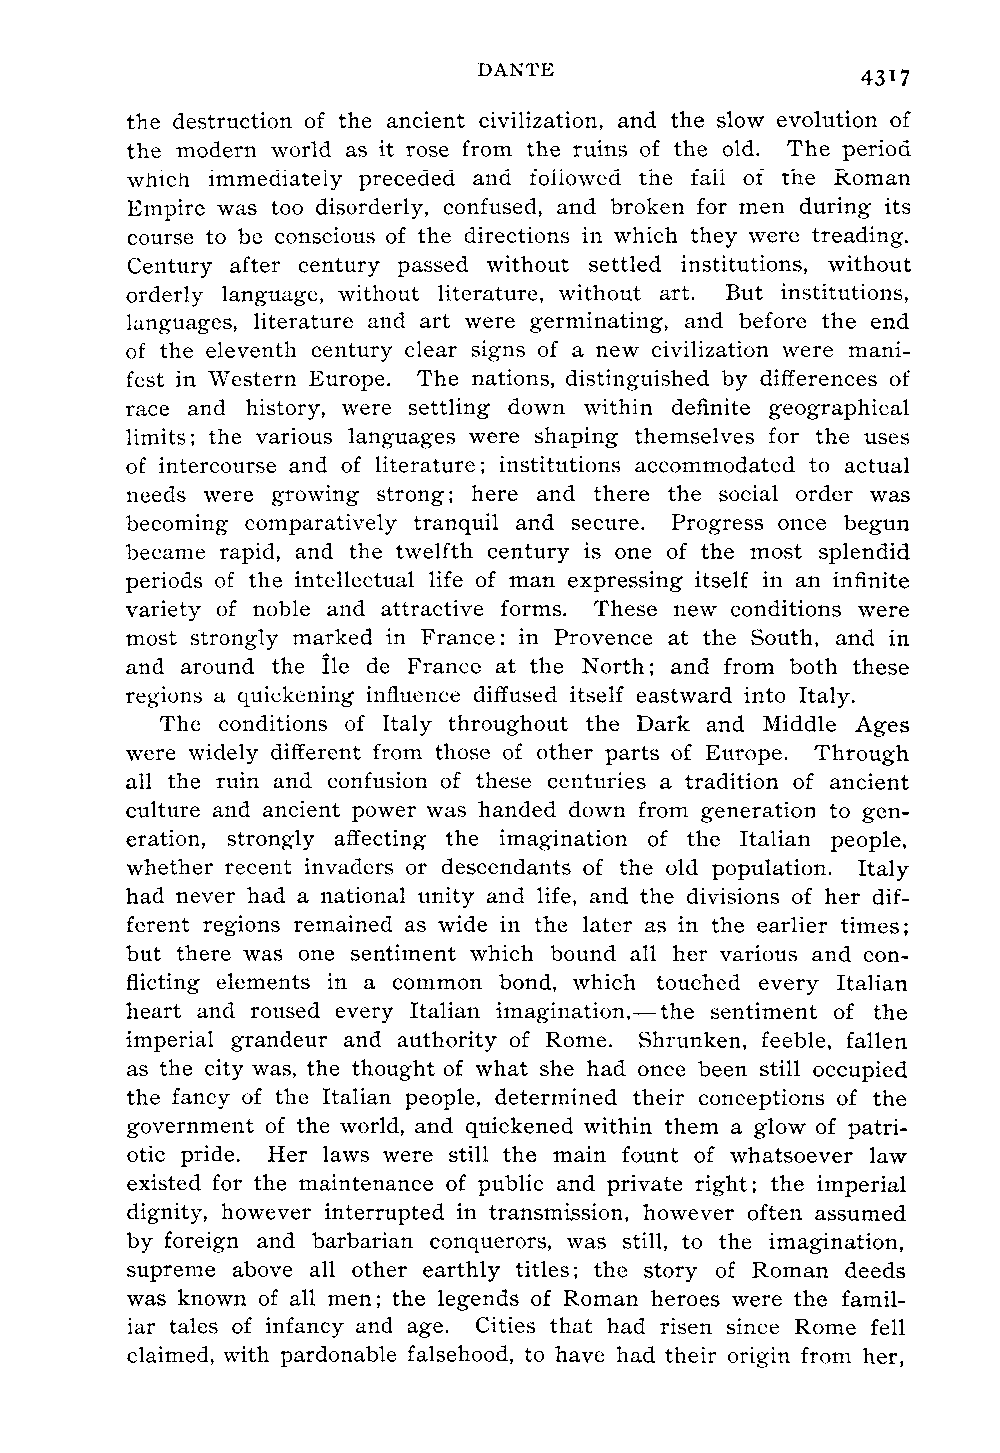 DANTE 4317
the destruction of the ancient civilization, and the slow evolution of
the modern world as it rose from the ruins of the old. The period
which immediately preceded and followed the fall of the Roman
Empire was too disorderly, confused, and broken for men during its
course to be conscious of the directions in which they were treading.
Century after century passed without settled institutions, without
orderly language, without literature, without art. But institutions,
languages, literature and art were germinating, and before the end
of the eleventh century clear signs of a new civilization were mani-
fest in Western Europe. The nations, distinguished by differences of
race and history, were settling down within definite geographical
limits; the various languages were shaping themselves for the uses
of intercourse and of literature; institutions accommodated to actual
needs were growing strong; here and there the social order was
becoming comparatively tranquil and secure. Progress once begun
became rapid, and the twelfth century is one of the most splendid
periods of the intellectual life of man expressing itself in an infinite
variety of noble and attractive forms. These new conditions were
most strongly marked in France: in Provence at the South, and in
and around the Île de France at the North; and from both these
regions a quickening influence diffused itself eastward into Italy.
The conditions of Italy throughout the Dark and Middle Ages
were widely different from those of other parts of Europe. Through
all the ruin and confusion of these centuries a tradition of ancient
culture and ancient power was handed down from generation to gen-
eration, strongly affecting the imagination of the Italian people,
whether recent invaders or descendants of the old population. Italy
had never had a national unity and life, and the divisions of her dif-
ferent regions remained as wide in the later as in the earlier times;
but there was one sentiment which bound all her various and con-
flicting elements in a common bond, which touched every Italian
heart and roused every Italian imagination,—the sentiment of the
imperial grandeur and authority of Rome. Shrunken, feeble, fallen
as the city was, the thought of what she had once been still occupied
the fancy of the Italian people, determined their conceptions of the
government of the world, and quickened within them a glow of patri-
otic pride. Her laws were still the main fount of whatsoever law
existed for the maintenance of public and private right; the imperial
dignity, however interrupted in transmission, however often assumed
by foreign and barbarian conquerors, was still, to the imagination,
supreme above all other earthly titles; the story of Roman deeds
was known of all men; the legends of Roman heroes were the famil-
iar tales of infancy and age. Cities that had risen since Rome fell
claimed, with pardonable falsehood, to have had their origin from her,